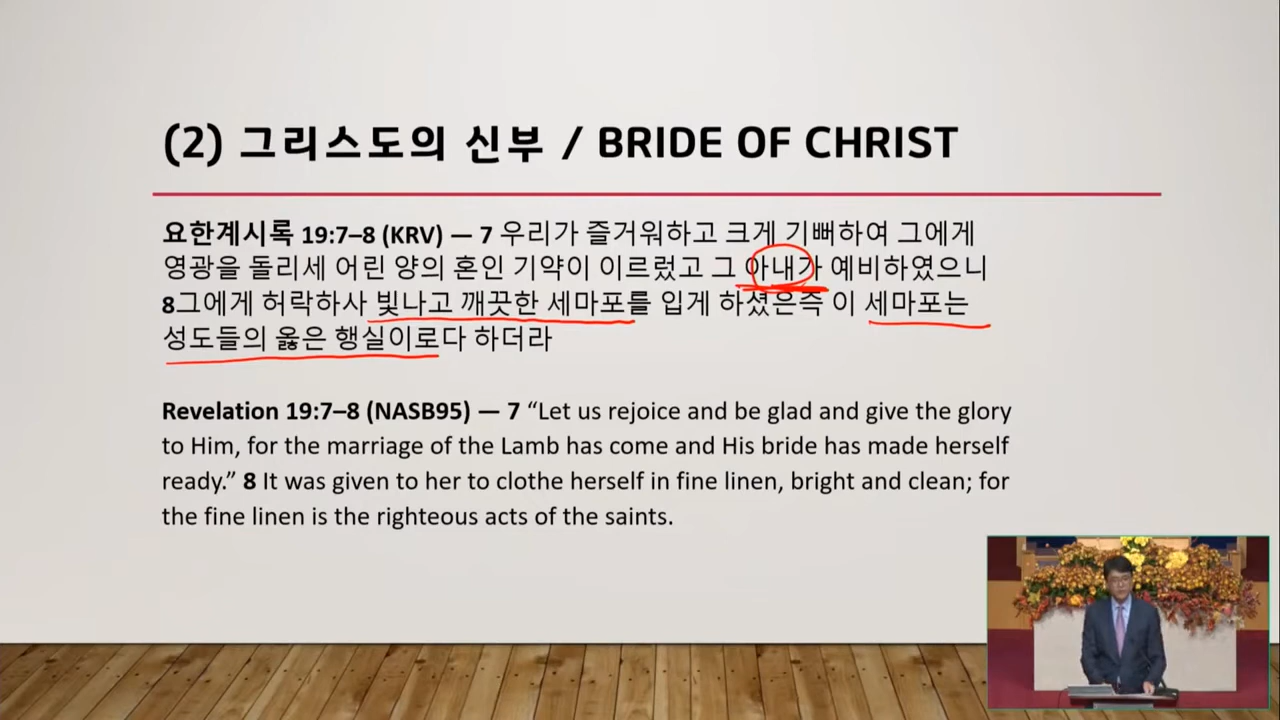 (2) 그리스도의 신부 / BRIDE OF CHRIST
요한계시록 19:7–8 (KRV) — 7 우리가 즐거워하고 크게 기뻐하여 그에게
영광을 돌리세 어린 양의 혼인 기약이 이르렀고 그 아내가 예비하였으니
8그에게 허락하사 빛나고 깨끗한 세마포를 입게 하셨은즉 이 세마포는
성도들의 옳은 행실이로다 하더라
Revelation 19:7–8 (NASB95) — 7 “Let us rejoice and be glad and give the glory
to Him, for the marriage of the Lamb has come and His bride has made herself
ready.” 8 It was given to her to clothe herself in fine linen, bright and clean; for
the fine linen is the righteous acts of the saints.